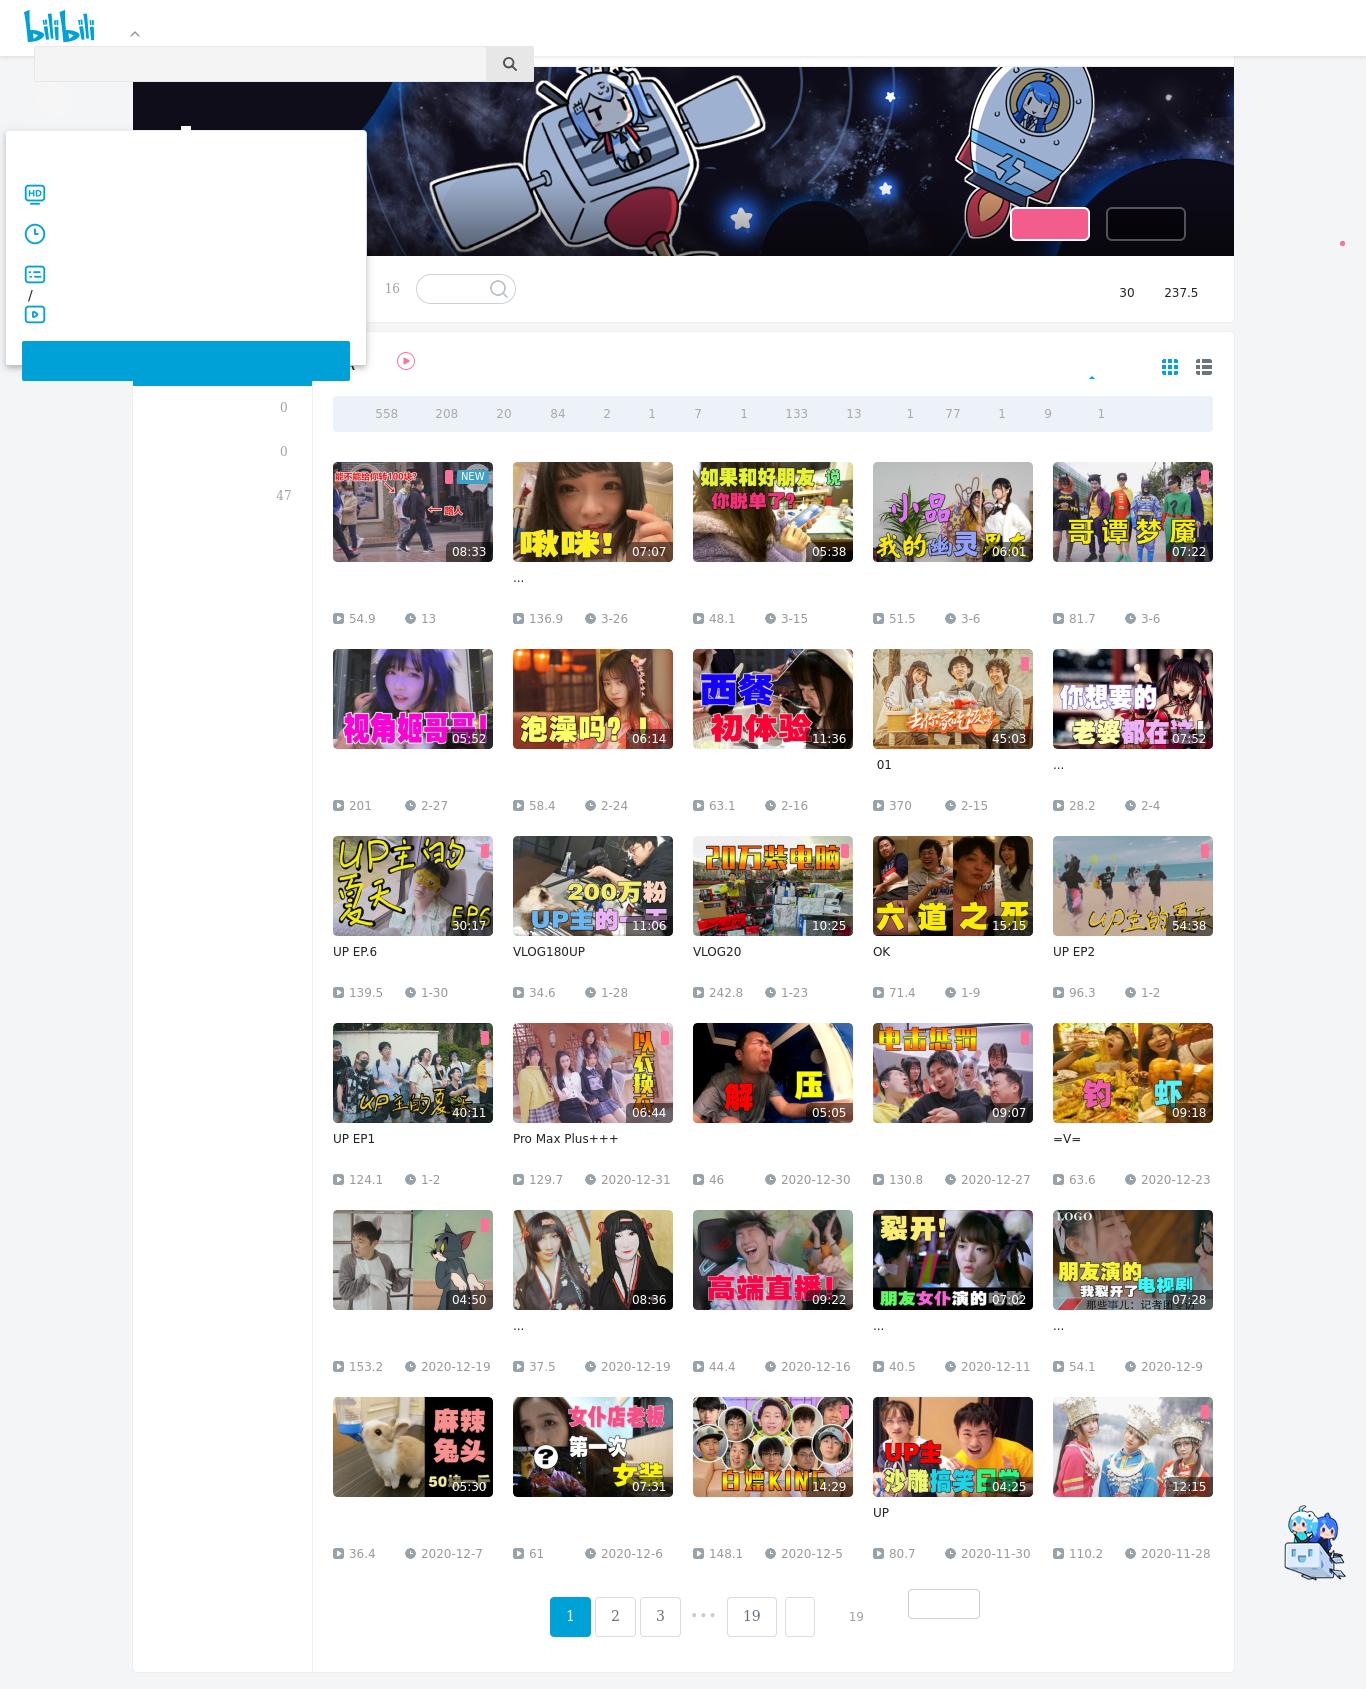 bilibili
HD
/
16
30 237.5
0
558 208 20 84 2 1 7 1 133 13 1 77 1 9 1
0
47
能不能给你转100块?
NEW
路人
08:33
啾咪!
07:07
如果和好朋友说
你脱单了?
05:38
小品
我的幽灵男友
06:01
哥谭梦魇
07:22
...
54.9 13
136.9 3-26
48.1 3-15
51.5 3-6
81.7 3-6
视角姬哥哥!
05:52
泡澡吗?!
06:14
西餐
初体验
11:36
去你家吃饭
45:03
你想要的
老婆都在这!
07:52
01
...
201 2-27
58.4 2-24
63.1 2-16
370 2-15
28.2 2-4
UP主的
夏天
EP6
30:17
200万粉
UP主的一天
11:06
20万装电脑
10:25
六道之死
15:15
UP主的夏天
54:38
UP EP.6
VLOG180UP
VLOG20
OK
UP EP2
139.5 1-30
34.6 1-28
242.8 1-23
71.4 1-9
96.3 1-2
UP主的夏天
40:11
以衣换衣
06:44
解压
05:05
电击惩罚
09:07
钓虾
09:18
UP EP1
Pro Max Plus+++
=V=
124.1 1-2
129.7 2020-12-31
46 2020-12-30
130.8 2020-12-27
63.6 2020-12-23
04:50
08:36
高端直播!
09:22
裂开!
朋友女仆演的
07:02
LOGO
朋友演的
我裂开了电视剧
那些事儿:记者
07:28
...
...
...
153.2 2020-12-19
37.5 2020-12-19
44.4 2020-12-16
40.5 2020-12-11
54.1 2020-12-9
麻辣
兔头
50块一斤
05:30
女仆店老板
第一次
女装
?
07:31
白嫖KING
14:29
UP主
沙雕搞笑日常
04:25
12:15
UP
36.4 2020-12-7
61 2020-12-6
148.1 2020-12-5
80.7 2020-11-30
110.2 2020-11-28
1 2 3 ••• 19 19